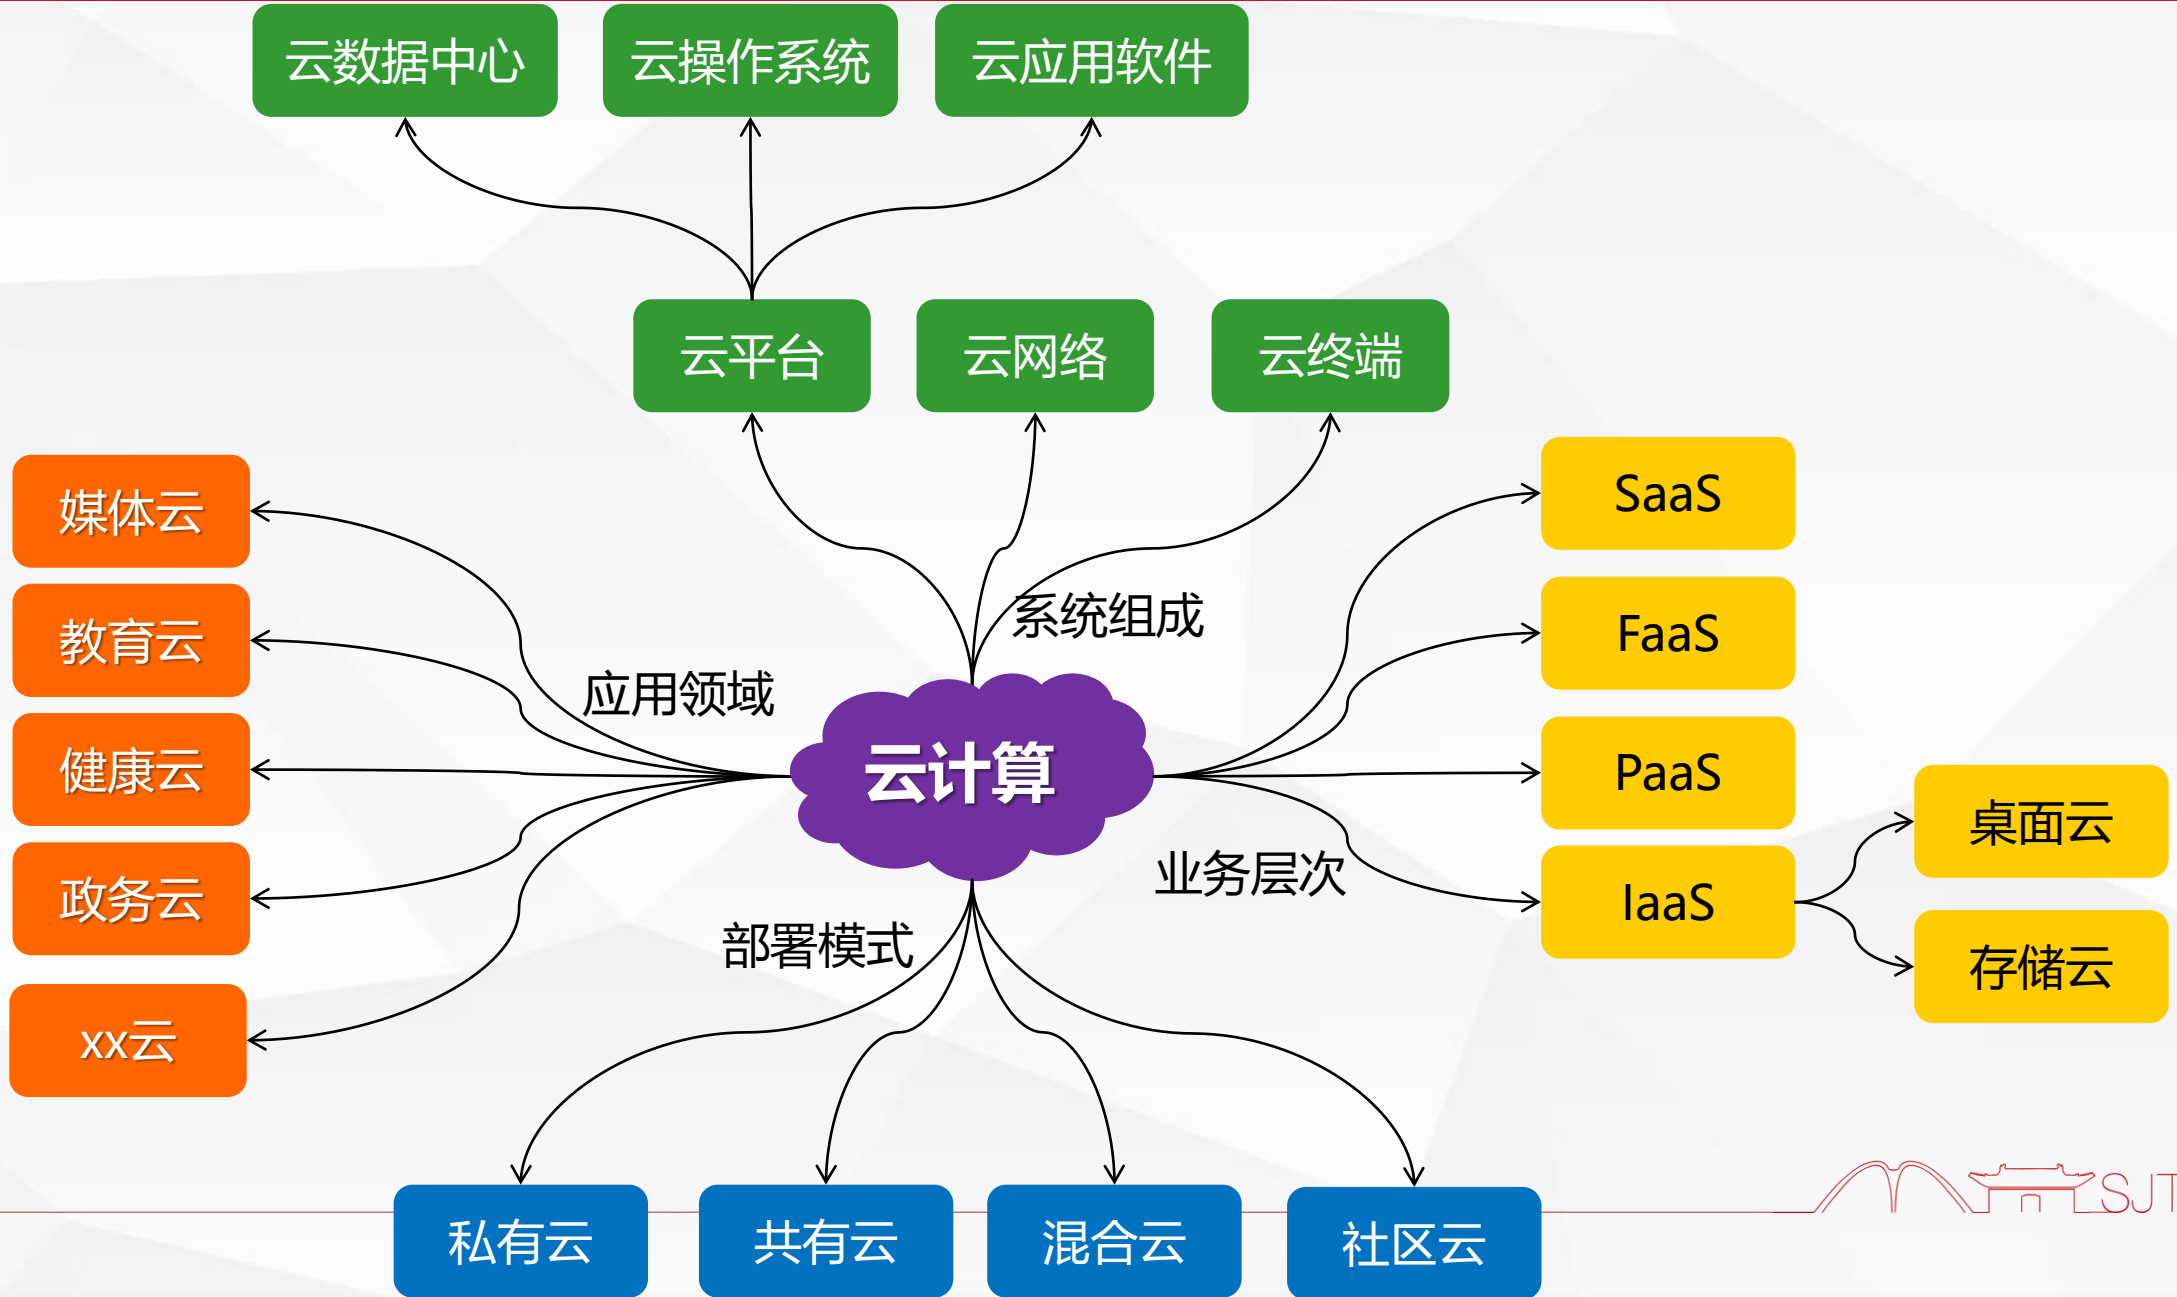 云数据中心
云操作系统
云应用软件
云平台
云网络
云终端
媒体云
教育云
健康云
政务云
xx云
应用领域
系统组成
云计算
部署模式
业务层次
SaaS
FaaS
PaaS
IaaS
桌面云
存储云
私有云
共有云
混合云
社区云
SJT